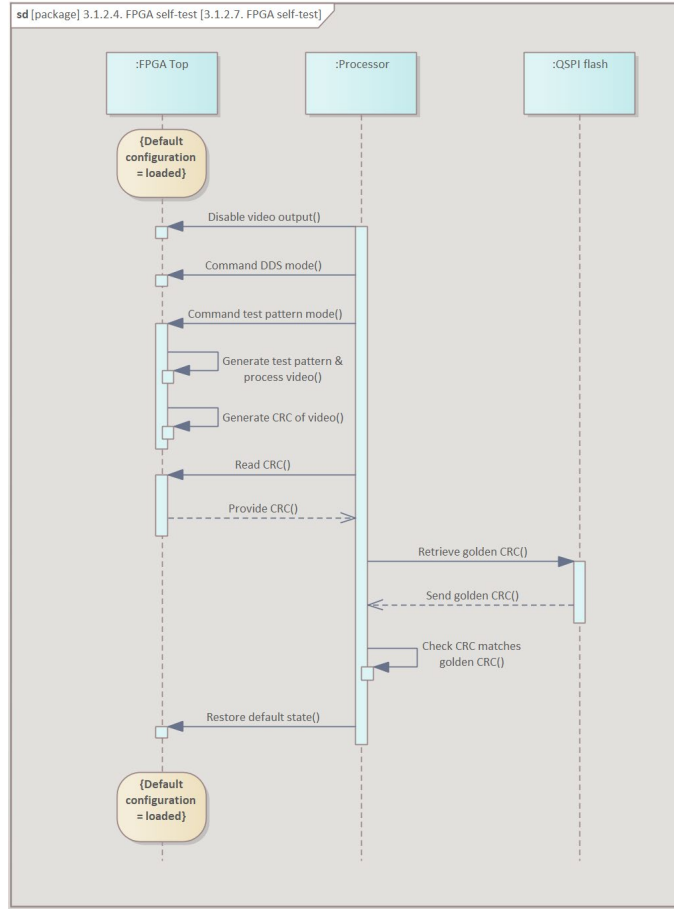 sd [package] 3.1.2.4. FPGA self-test [3.1.2.7. FPGA self-test]
:FPGA Top
:Processor
:QSPI flash
{Default
configuration
= loaded}
Disable video output()
Command DDS mode()
Command test pattern mode()
Generate test pattern &
process video()
Generate CRC of video()
Read CRC()
Provide CRC()
Retrieve golden CRC()
Send golden CRC()
Check CRC matches
golden CRC()
Restore default state()
{Default
configuration
= loaded}